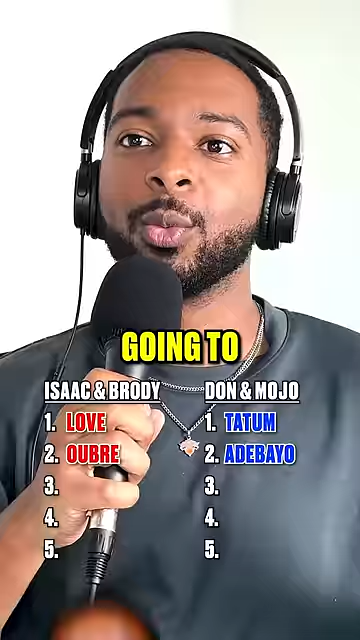 GOING TO
ISAAC & BRODY
1. LOVE
2. OUBRE
3.
4.
5.
DON & MOJO
1. TATUM
2. ADEBAYO
3.
4.
5.